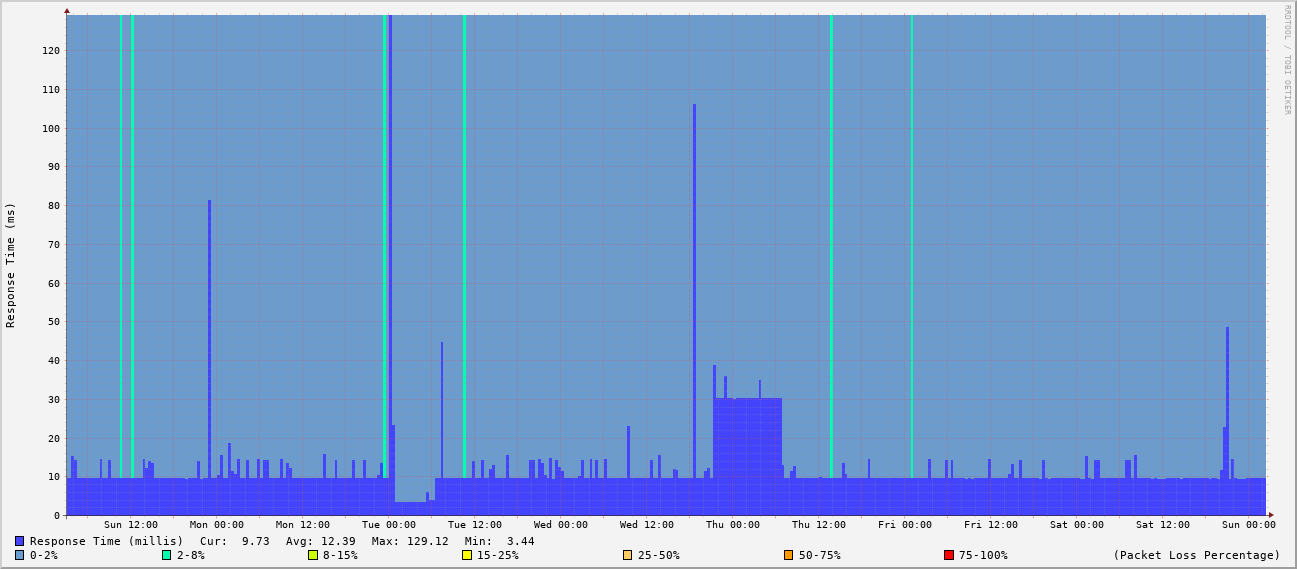 RRDTOOL / TOBI OETIKER
Response Time (ms)
120
110
100
90
80
70
60
50
40
30
20
10
0
Sun 12:00 Mon 00:00 Mon 12:00 Tue 00:00 Tue 12:00 Wed 00:00 Wed 12:00 Thu 00:00 Thu 12:00 Fri 00:00 Fri 12:00 Sat 00:00 Sat 12:00 Sun 00:00
Response Time (millis) Cur: 9.73 Avg: 12.39 Max: 129.12 Min: 3.44
0-2% 2-8% 8-15% 15-25% 25-50% 50-75% 75-100% (Packet Loss Percentage)